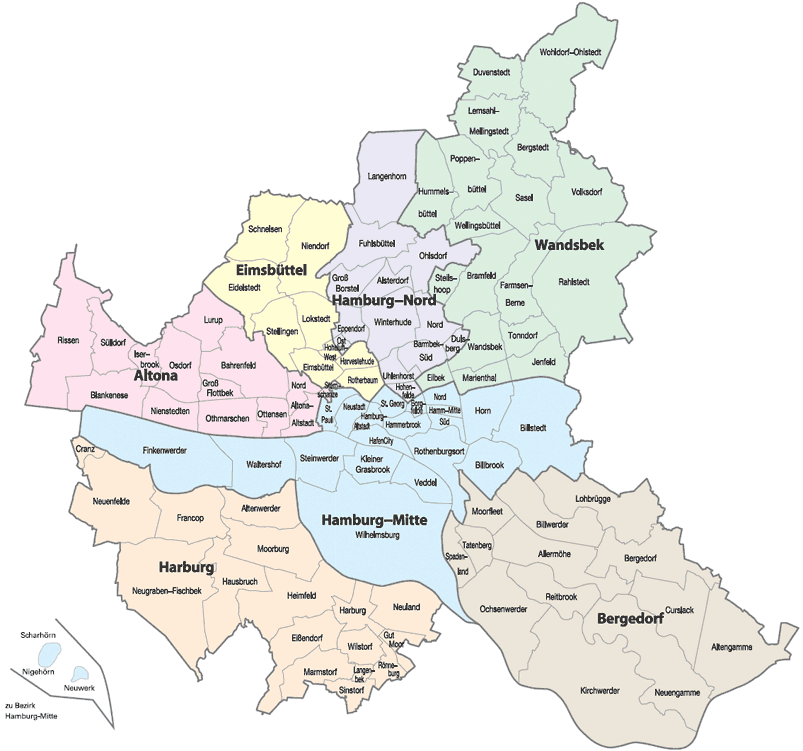 Wohldorf–Ohlstedt
Duvenstedt
Lemsahl–
Mellingstedt
Bergstedt
Poppen–
büttel
Hummels–
büttel
Sasel
Volksdorf
Wellingsbüttel
Wandsbek
Bramfeld
Steils–
hoop
Farmsen–
Berne
Rahlstedt
Tonndorf
Jenfeld
Wandsbek
Marienthal
Eilbek
Langenhorn
Fuhlsbüttel
Ohlsdorf
Groß
Borstel
Alsterdorf
Hamburg–Nord
Winterhude
Nord
Eppendorf
Barmbek–
Süd
Duls–
berg
Uhlenhorst
Hohen–
felde
Schnelsen
Niendorf
Eimsbüttel
Eidelstedt
Lokstedt
Stellingen
Ost
West
Eimsbüttel
Harvestehude
Rotherbaum
Rissen
Sülldorf
Lurup
Iser–
brook
Osdorf
Bahrenfeld
Altona
Groß
Flottbek
Blankenese
Nienstedten
Othmarschen
Ottensen
Nord
Altona–
Altstadt
schanze
St.
Pauli
Neustadt
St. Georg
Hamburg–
Altstadt
Hammerbrook
Nord
Hamm–Mitte
Süd
Horn
Billstedt
HafenCity
Rothenburgsort
Billbrook
Finkenwerder
Waltershof
Steinwerder
Kleiner
Grasbrook
Veddel
Hamburg–Mitte
Wilhelmsburg
Cranz
Neuenfelde
Francop
Altenwerder
Moorburg
Harburg
Neugraben–Fischbek
Hausbruch
Heimfeld
Harburg
Neuland
Eißendorf
Wilstorf
Gut
Moor
Marmstorf
Langen–
bek
Rönne–
burg
Sinstorf
Moorfleet
Lohbrügge
Billwerder
Tatenberg
Spaden–
land
Allermöhe
Bergedorf
Reitbrook
Ochsenwerder
Bergedorf
Curslack
Altengamme
Kirchwerder
Neuengamme
Scharhörn
Nigehörn
Neuwerk
zu Bezirk
Hamburg-Mitte